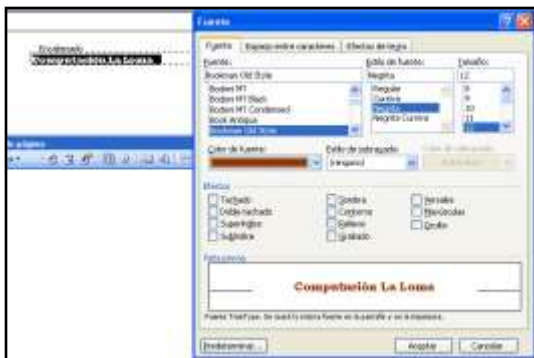 Fuente
Encabezado
Computación La Loma
Fuente Espacio entre caracteres Efectos de texto
Fuente: Estilo de fuente: Tamaño:
Bookman Old Style Negrita 12
Bodoni MT Regular 8
Bodoni MT Black Cursiva 9
Bodoni MT Condensed Negrita 10
Book Antiqua Negrita Cursiva 11
Bookman Old Style 12
Color de fuente: Estilo de subrayado: Color de subrayado:
(ninguno)
Efectos
Tachado Sombra Versales
Doble tachado Contorno Mayúsculas
Superíndice Relieve Oculto
Subíndice Grabado
Vista previa
Computación La Loma
Fuente TrueType. Se usará la misma fuente en la pantalla y en la impresora.
Predeterminar... Aceptar Cancelar